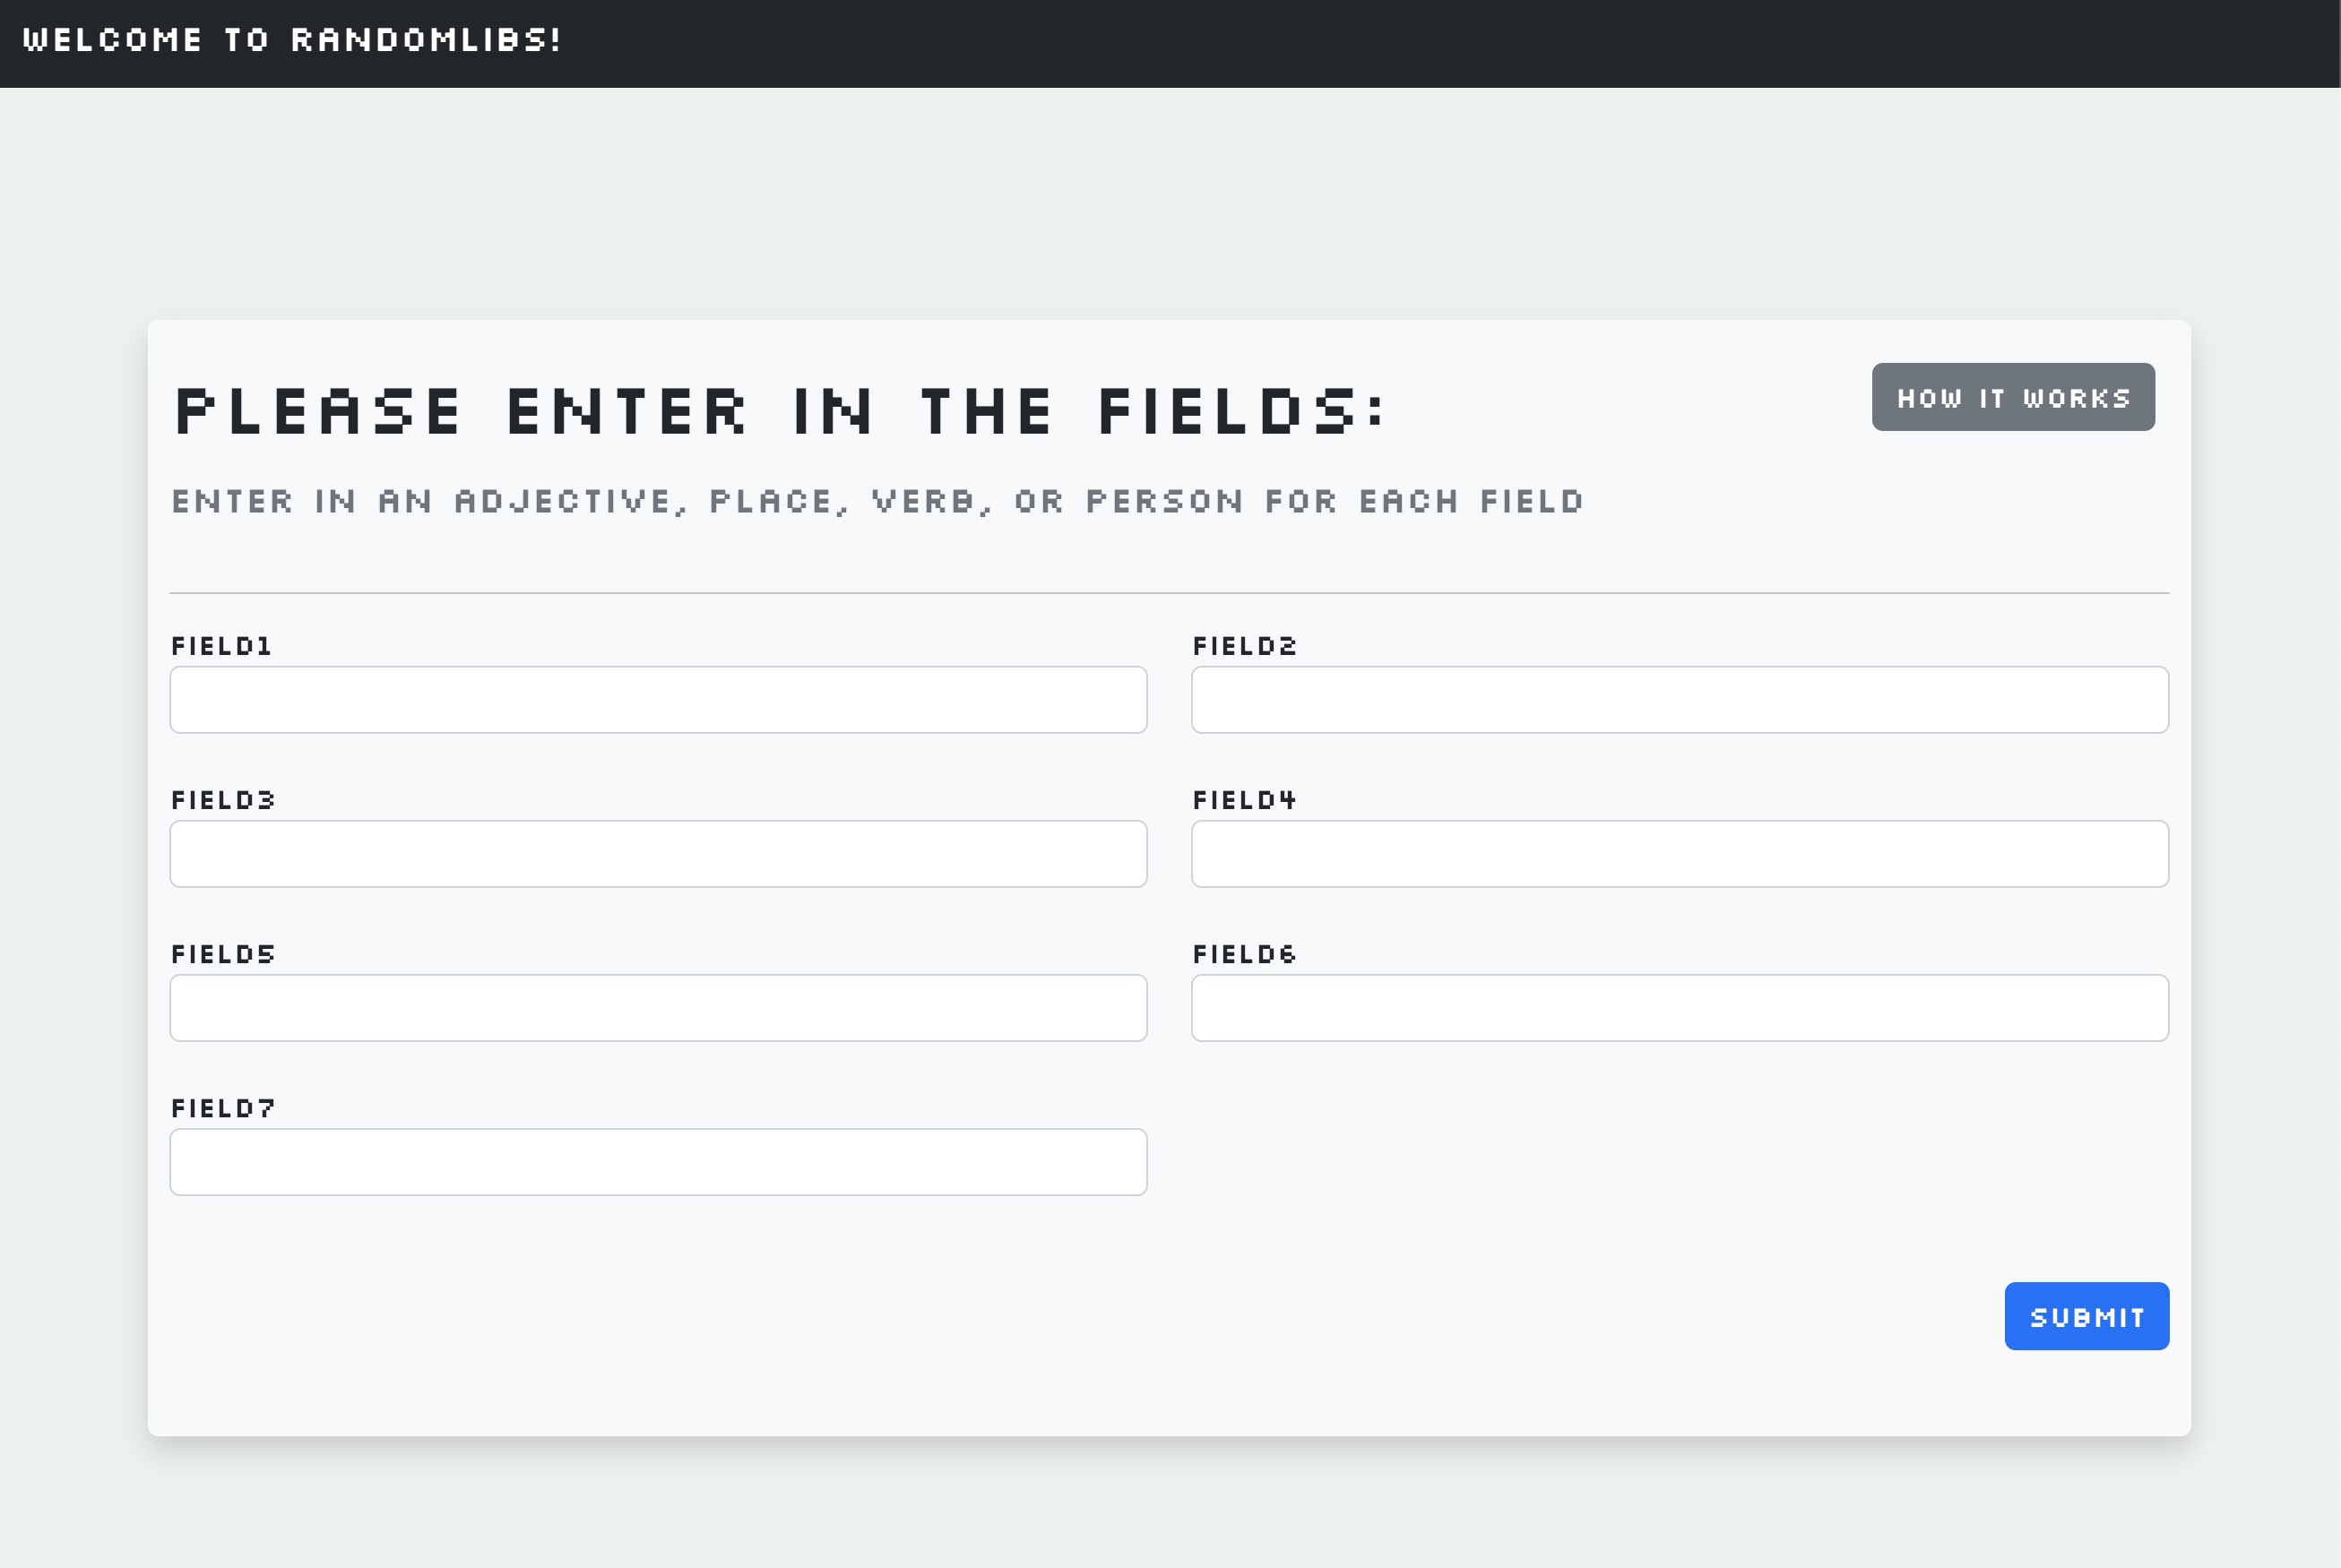 WELCOME TO RANDOMLIBS!
PLEASE ENTER IN THE FIELDS:
HOW IT WORKS
ENTER IN AN ADJECTIVE, PLACE, VERB, OR PERSON FOR EACH FIELD
FIELD1
FIELD2
FIELD3
FIELD4
FIELD5
FIELD6
FIELD7
SUBMIT